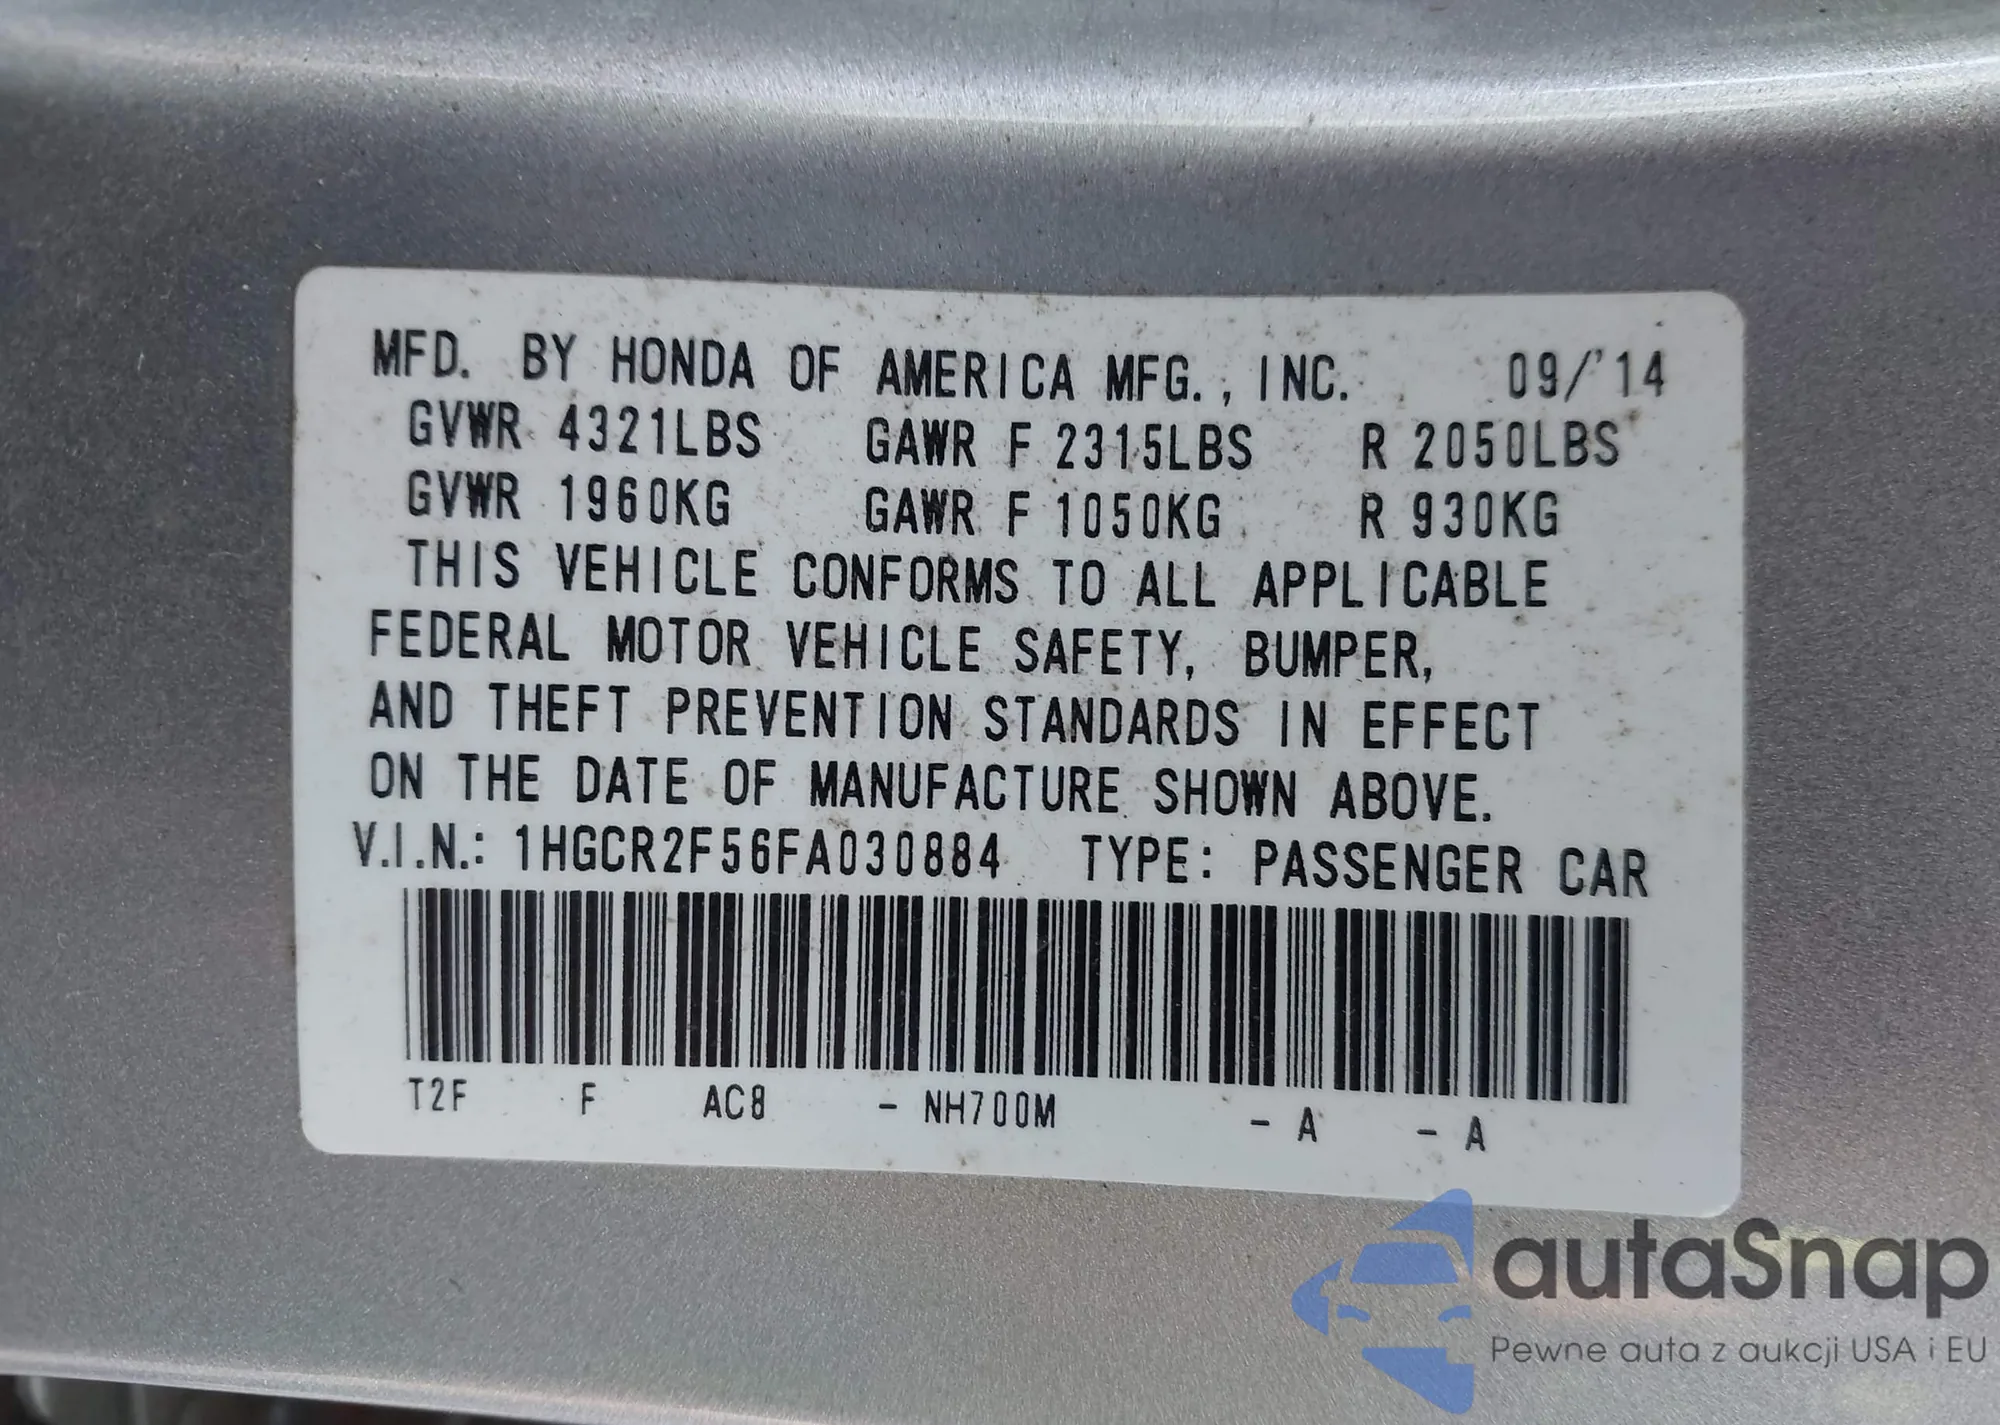 MFD. BY HONDA OF AMERICA MFG., INC. 09/'14
GVWR 4321LBS GAWR F 2315LBS R 2050LBS
GVWR 1960KG GAWR F 1050KG R 930KG
THIS VEHICLE CONFORMS TO ALL APPLICABLE
FEDERAL MOTOR VEHICLE SAFETY, BUMPER,
AND THEFT PREVENTION STANDARDS IN EFFECT
ON THE DATE OF MANUFACTURE SHOWN ABOVE.
V.I.N.: 1HGCR2F56FA030884 TYPE: PASSENGER CAR
T2F F AC8 - NH700M - A - A
autaSnap
Pewne auta z aukcji USA i EU